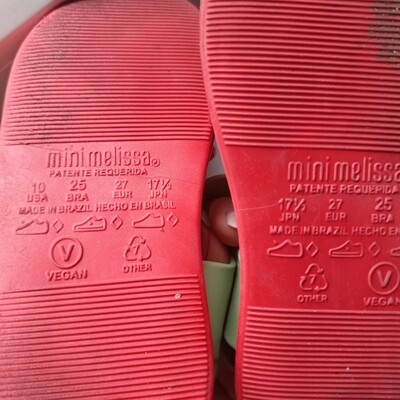 mini melissa®
PATENTE REQUERIDA
10 25 27 17½
USA BRA EUR JPN
MADE IN BRAZIL HECHO EN BRASIL
V
VEGAN
7
OTHER
mini melissa
PATENTE REQUERIDA
17½ 27 25
JPN EUR BRA
MADE IN BRAZIL HECHO EN
7
OTHER
V
VEGAN